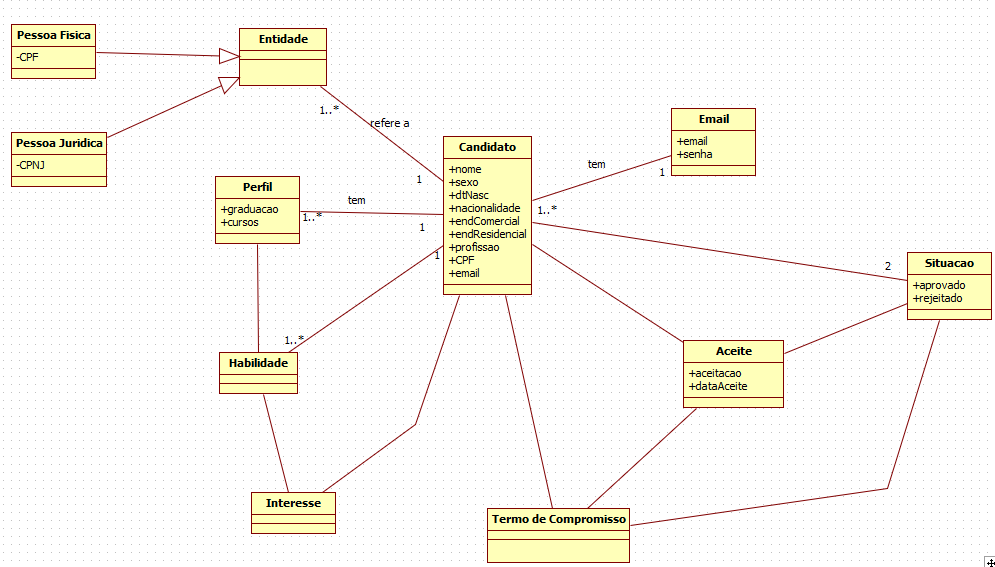 Pessoa Fisica
-CPF
Entidade
Pessoa Juridica
-CPNJ
1..*
refere a
1
Candidato
+nome
+sexo
+dtNasc
+nacionalidade
+endComercial
+endResidencial
+profissao
+CPF
+email
Email
+email
+senha
tem
1
1..*
Perfil
+graduacao
+cursos
tem
1..*
1
1
2
Situacao
+aprovado
+rejeitado
1..*
Habilidade
Aceite
+aceitacao
+dataAceite
Interesse
Termo de Compromisso